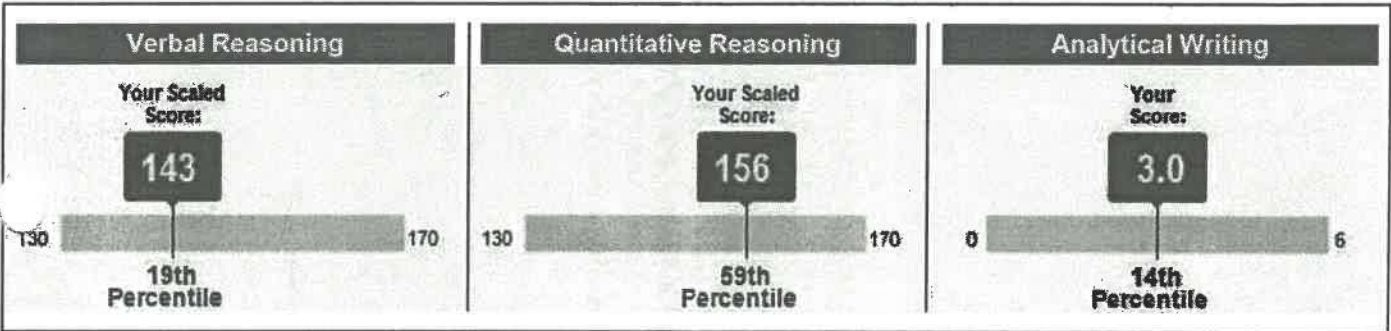 Verbal Reasoning
Your Scaled
Score:
143
130
170
19th
Percentile
Quantitative Reasoning
Your Scaled
Score:
156
130
170
59th
Percentile
Analytical Writing
Your
Score:
3.0
0
6
14th
Percentile